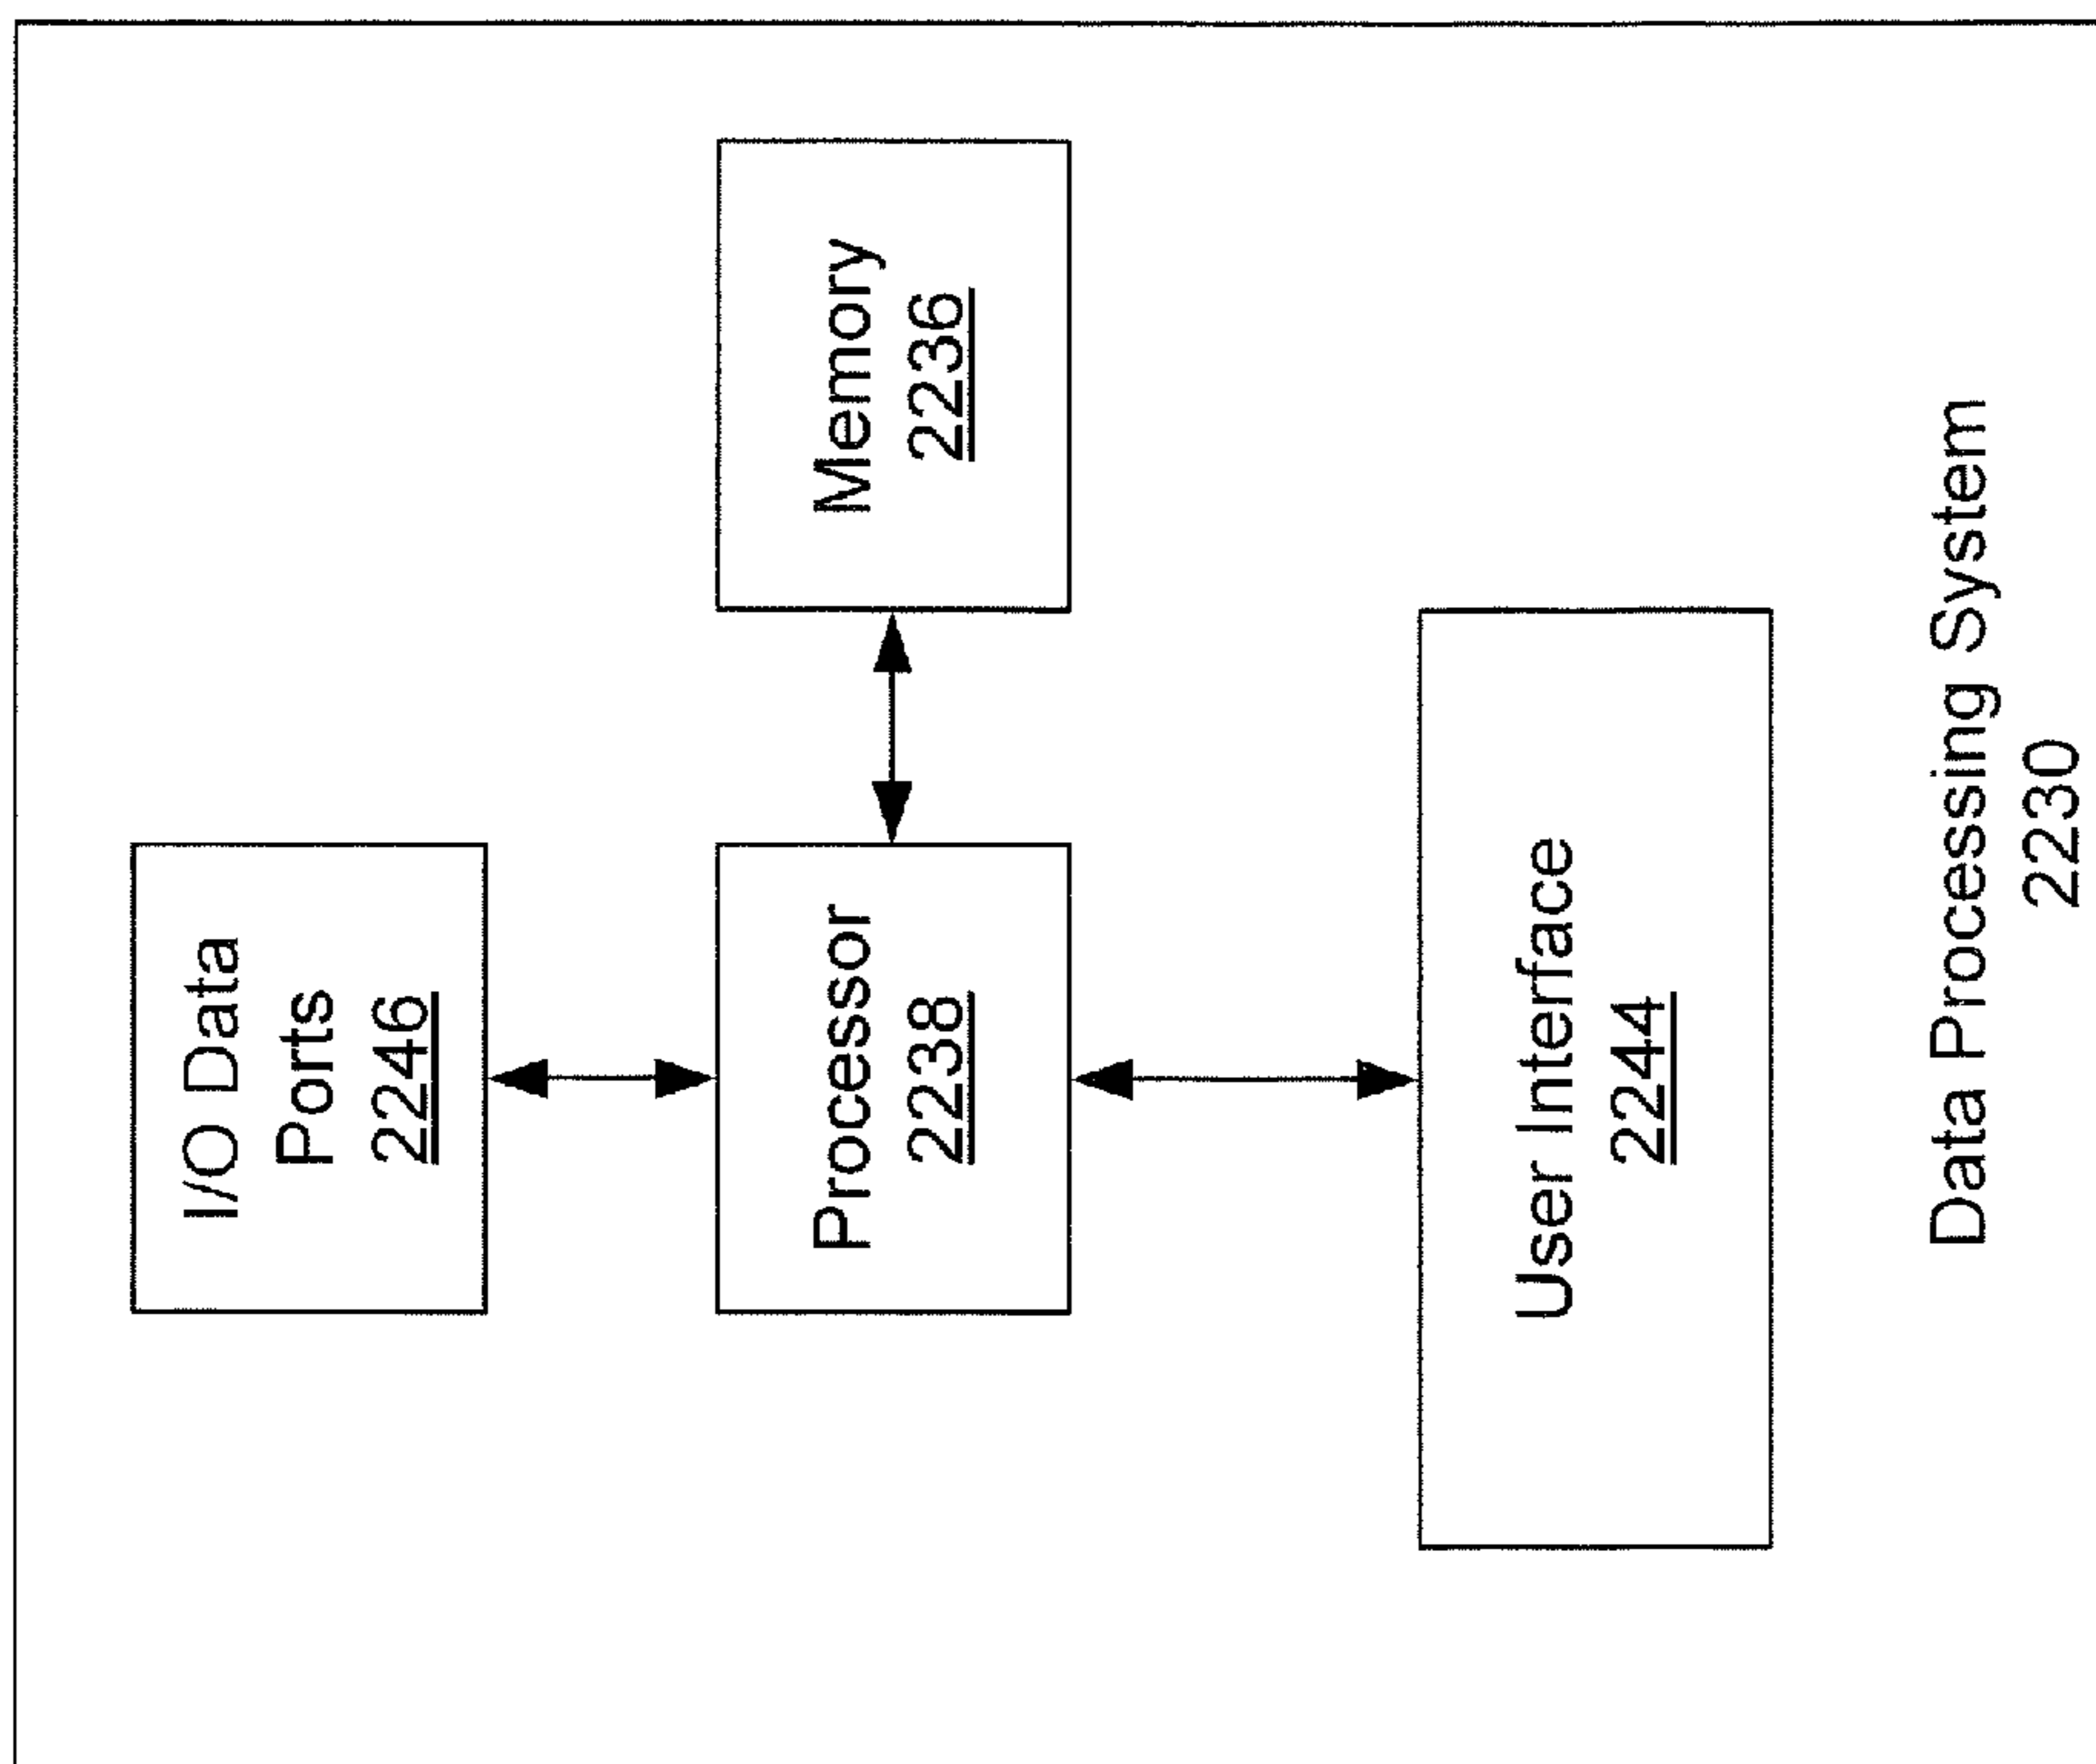 I/O Data
Ports
2246
Processor
2238
Memory
2236
User Interface
2244
Data Processing System
2230